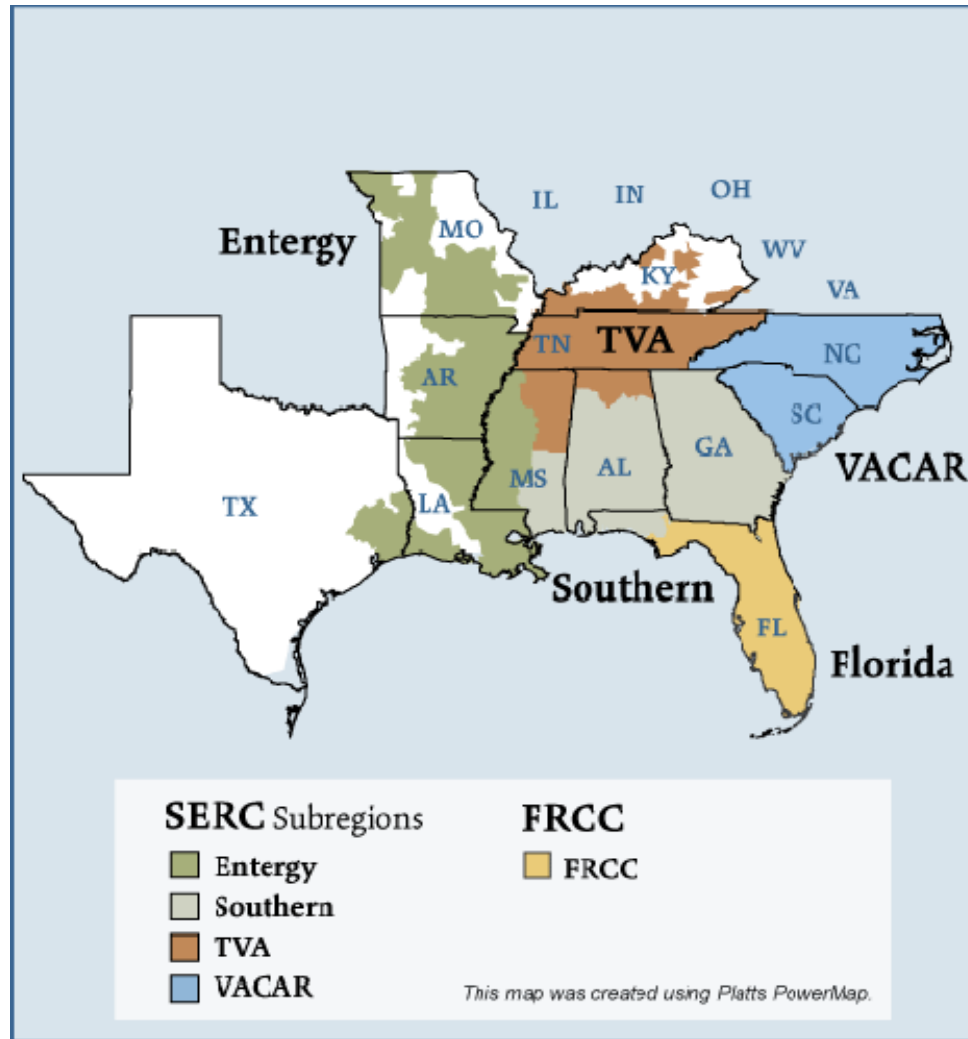 IL
IN
OH
MO
Entergy
WV
KY
VA
TN
TVA
NC
AR
SC
GA
VACAR
AL
MS
LA
TX
Southern
FL
Florida
SERC Subregions
Entergy
Southern
TVA
VACAR
FRCC
FRCC
This map was created using Platts PowerMap.